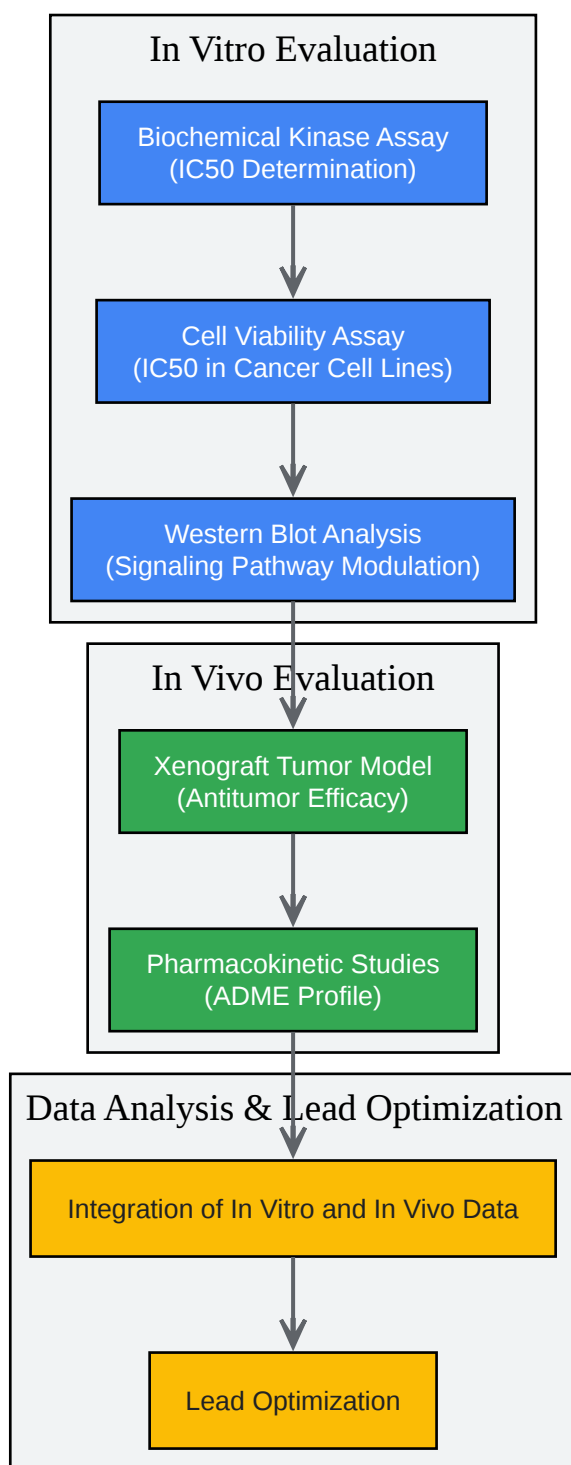 In Vitro Evaluation
Biochemical Kinase Assay
(IC50 Determination)
Cell Viability Assay
(IC50 in Cancer Cell Lines)
Western Blot Analysis
(Signaling Pathway Modulation)
In Vivo Evaluation
Xenograft Tumor Model
(Antitumor Efficacy)
Pharmacokinetic Studies
(ADME Profile)
Data Analysis & Lead Optimization
Integration of In Vitro and In Vivo Data
Lead Optimization